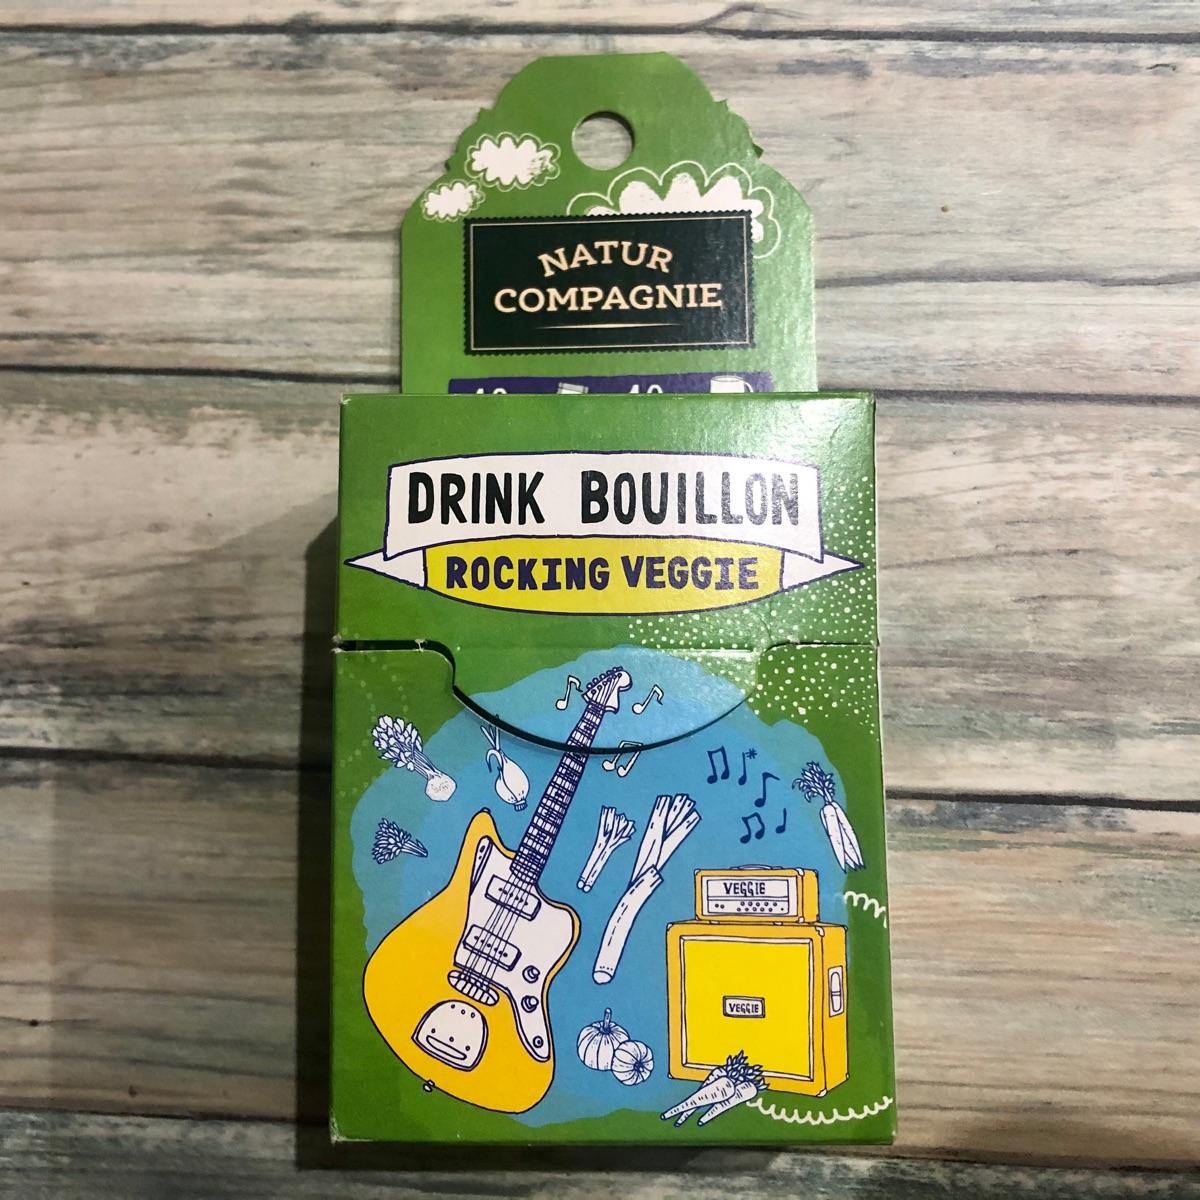 NATUR
COMPAGNIE
DRINK BOUILLON
ROCKING VEGGIE
VEGGIE
VEGGIE